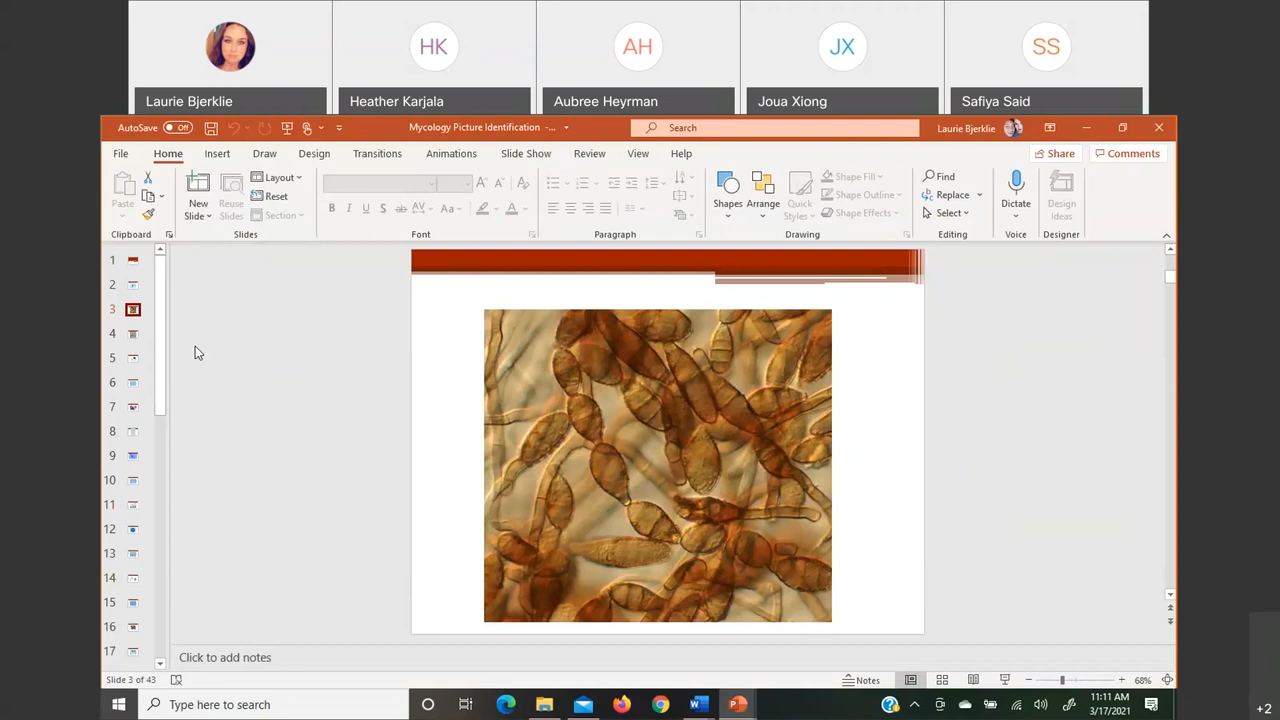 HK
AH
JX
SS
Laurie Bjerklie
Heather Karjala
Aubree Heyrman
Joua Xiong
Safiya Said
AutoSave Off
Mycology Picture Identification -...
Search
Laurie Bjerklie
File Home Insert Draw Design Transitions Animations Slide Show Review View Help
Share
Comments
Paste
New Slide
Reuse Slides
Layout
Reset
Section
Shapes
Arrange
Quick Styles
Shape Fill
Shape Outline
Shape Effects
Find
Replace
Select
Dictate
Design Ideas
Clipboard
Slides
Font
Paragraph
Drawing
Editing
Voice
Designer
1
2
3
4
5
6
7
8
9
10
11
12
13
14
15
16
17
Click to add notes
Slide 3 of 43
Notes
68%
Type here to search
11:11 AM
3/17/2021
+2